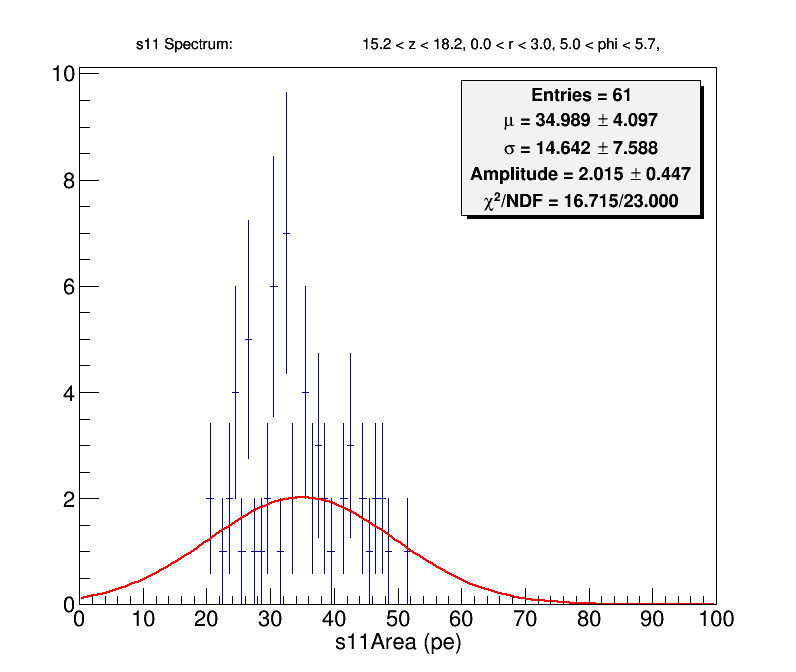 s11 Spectrum: 15.2 < z < 18.2, 0.0 < r < 3.0, 5.0 < phi < 5.7,
Entries = 61
μ = 34.989 ± 4.097
σ = 14.642 ± 7.588
Amplitude = 2.015 ± 0.447
χ²/NDF = 16.715/23.000
10
8
6
4
2
0
0 10 20 30 40 50 60 70 80 90 100
s11Area (pe)